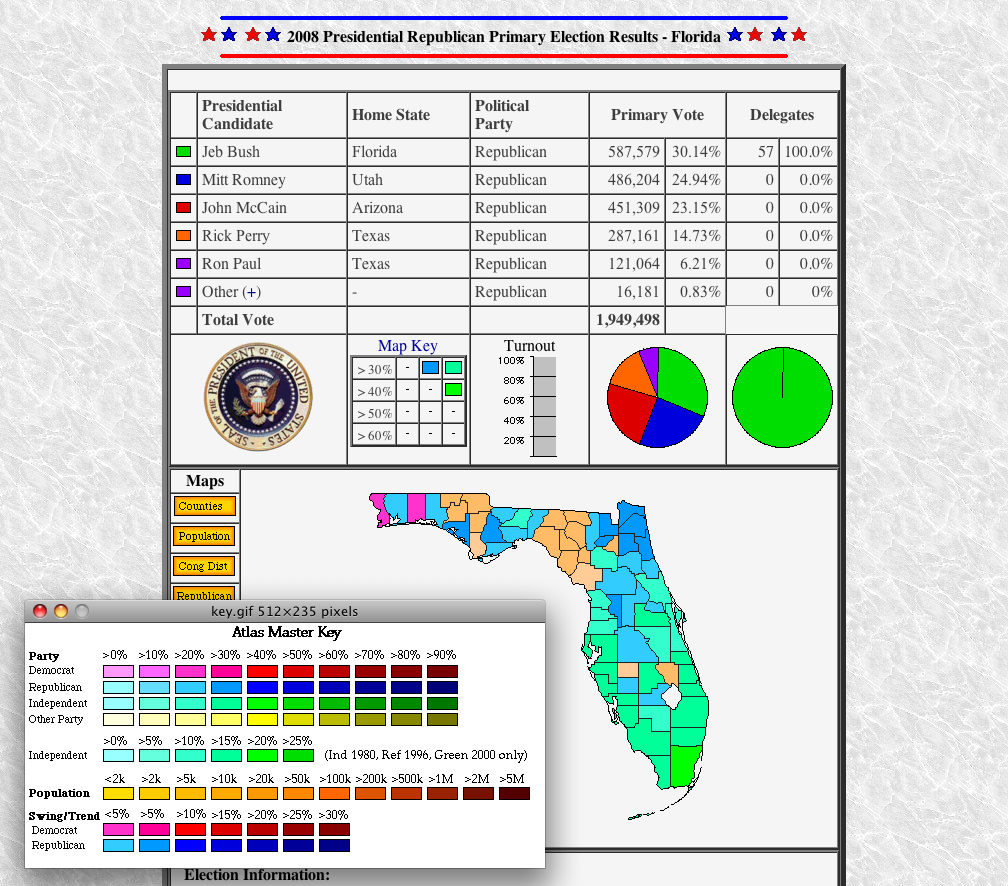 2008 Presidential Republican Primary Election Results - Florida
Presidential Candidate Home State Political Party Primary Vote Delegates
Jeb Bush Florida Republican 587,579 30.14% 57 100.0%
Mitt Romney Utah Republican 486,204 24.94% 0 0.0%
John McCain Arizona Republican 451,309 23.15% 0 0.0%
Rick Perry Texas Republican 287,161 14.73% 0 0.0%
Ron Paul Texas Republican 121,064 6.21% 0 0.0%
Other (+) - Republican 16,181 0.83% 0 0%
Total Vote 1,949,498
SEAL OF THE PRESIDENT OF THE UNITED STATES
Map Key
>30% -
>40% - -
>50% - - -
>60% - - -
Turnout
100%
80%
60%
40%
20%
Maps
Counties
Population
Cong Dist
Republican
key.gif 512×235 pixels
Atlas Master Key
Party >0% >10% >20% >30% >40% >50% >60% >70% >80% >90%
Democrat
Republican
Independent
Other Party
>0% >5% >10% >15% >20% >25%
Independent (Ind 1980, Ref 1996, Green 2000 only)
<2k >2k >5k >10k >20k >50k >100k >200k >500k >1M >2M >5M
Population
Swing/Trend <5% >5% >10% >15% >20% >25% >30%
Democrat
Republican
Election Information: